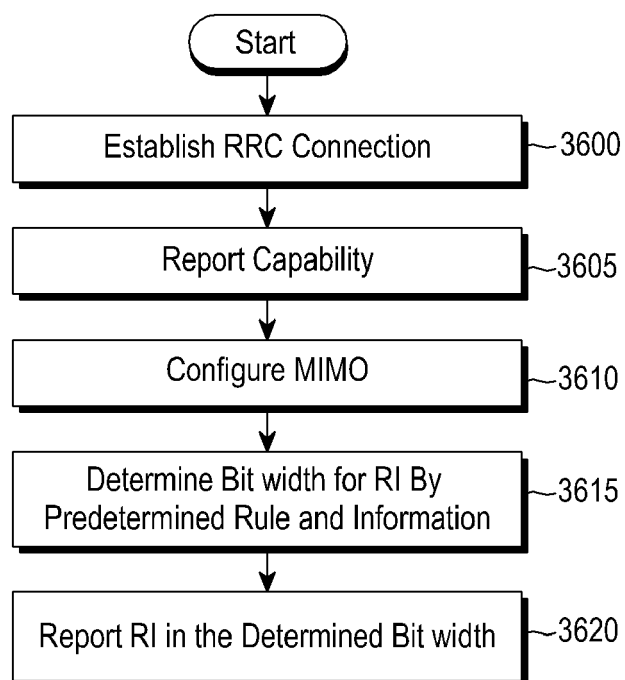 Start
Establish RRC Connection
3600
Report Capability
3605
Configure MIMO
3610
Determine Bit width for RI By
Predetermined Rule and Information
3615
Report RI in the Determined Bit width
3620